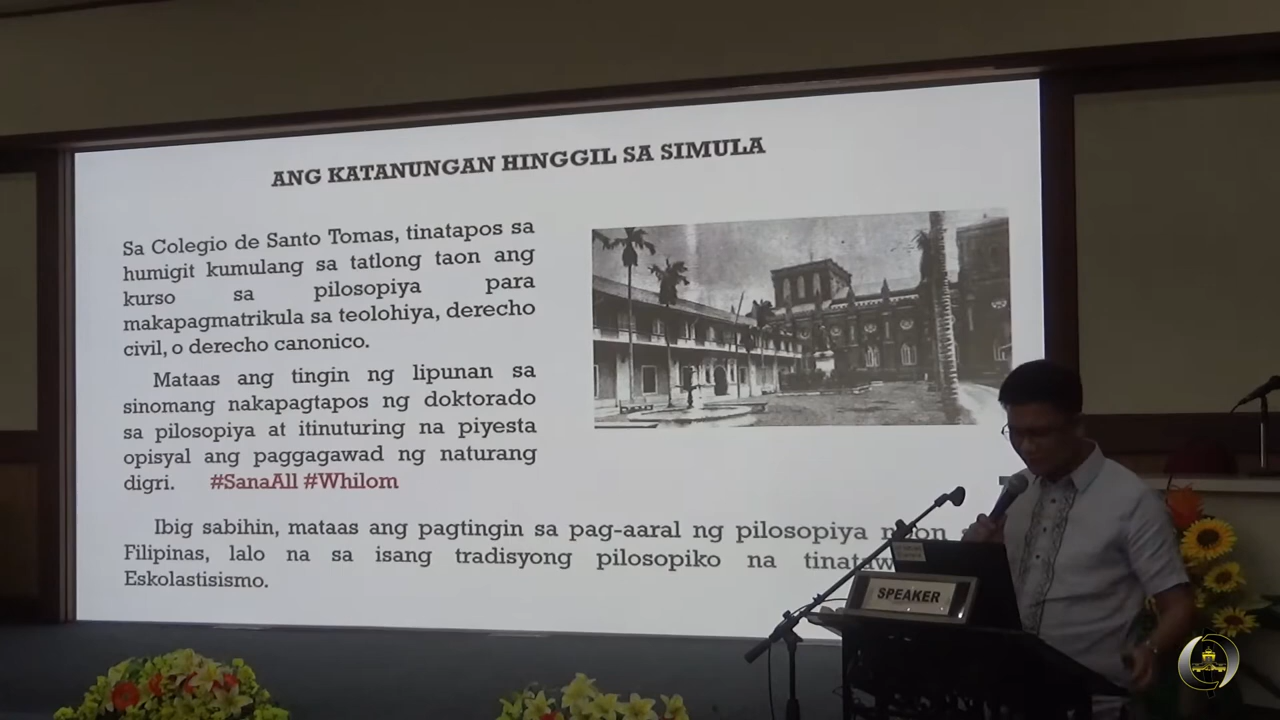 ANG KATANUNGAN HINGGIL SA SIMULA
Sa Colegio de Santo Tomas, tinatapos sa
humigit kumulang sa tatlong taon ang
kurso sa pilosopiya para
makapagmatrikula sa teolohiya, derecho
civil, o derecho canonico.
Mataas ang tingin ng lipunan sa
sinomang nakapagtapos ng doktorado
sa pilosopiya at itinuturing na piyesta
opisyal ang paggagawad ng naturang
digri. #SanaAll #Whilom
Ibig sabihin, mataas ang pagtingin sa pag-aaral ng pilosopiya
Filipinas, lalo na sa isang tradisyong pilosopiko na
Eskolastisismo.
SPEAKER